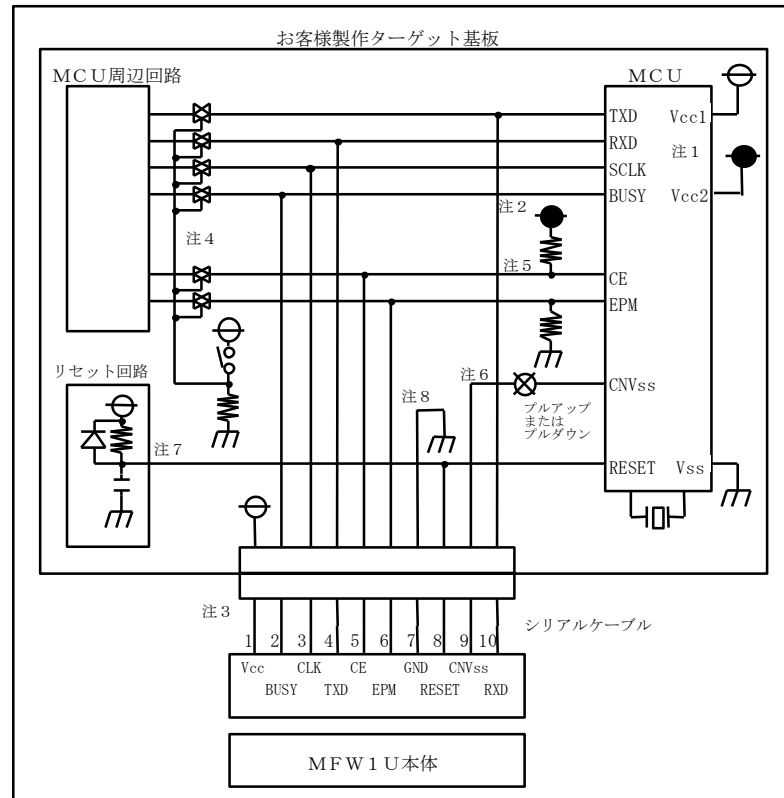 お客様製作ターゲット基板
ＭＣＵ周辺回路
ＭＣＵ
TXD
Vcc1
RXD
注１
SCLK
BUSY
Vcc2
注２
注４
注５
CE
EPM
リセット回路
注６
CNVss
注８
プルアップ
または
プルダウン
注７
RESET
Vss
注３
シリアルケーブル
1 2 3 4 5 6 7 8 9 10
Vcc CLK CE GND CNVss
BUSY TXD EPM RESET RXD
ＭＦＷ１Ｕ本体